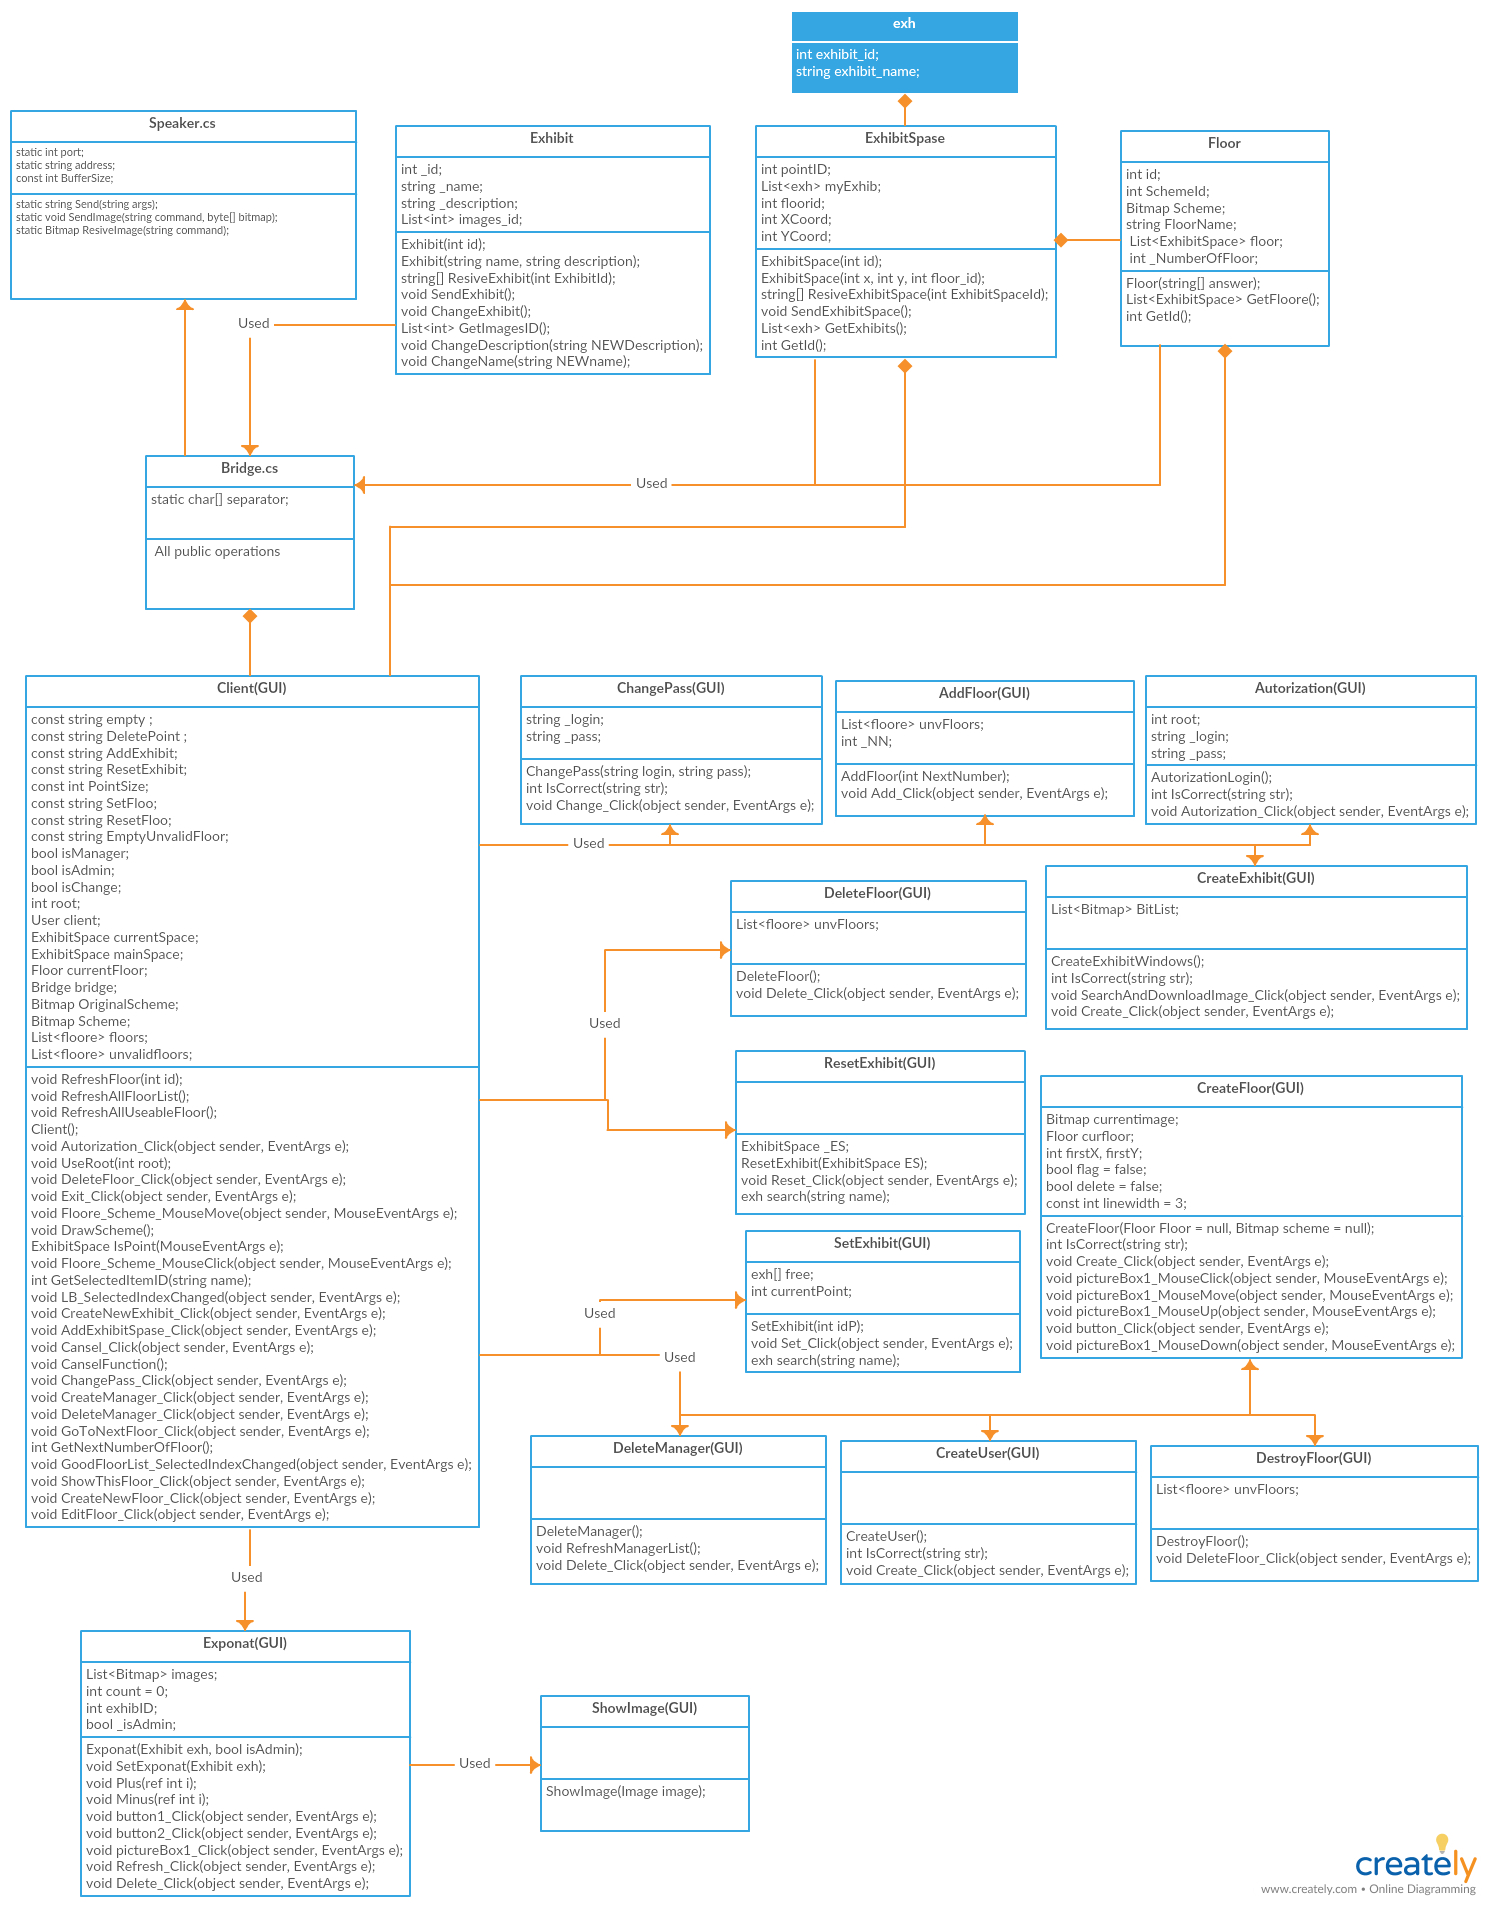 exh
int exhibit_id;
string exhibit_name;
Speaker.cs
static int port;
static string address;
const int BufferSize;
static string Send(string args);
static void SendImage(string command, byte[] bitmap);
static Bitmap ResiveImage(string command);
Exhibit
int _id;
string _name;
string _description;
List<int> images_id;
Exhibit(int id);
Exhibit(string name, string description);
string[] ResiveExhibit(int ExhibitId);
void SendExhibit();
void ChangeExhibit();
List<int> GetImagesID();
void ChangeDescription(string NEWDescription);
void ChangeName(string NEWname);
ExhibitSpase
int pointID;
List<exh> myExhib;
int floorid;
int XCoord;
int YCoord;
ExhibitSpace(int id);
ExhibitSpace(int x, int y, int floor_id);
string[] ResiveExhibitSpace(int ExhibitSpaceId);
void SendExhibitSpace();
List<exh> GetExhibits();
int GetId();
Floor
int id;
int SchemeId;
Bitmap Scheme;
string FloorName;
List<ExhibitSpace> floor;
int _NumberOfFloor;
Floor(string[] answer);
List<ExhibitSpace> GetFloore();
int GetId();
Used
Bridge.cs
static char[] separator;
All public operations
Used
Client(GUI)
const string empty ;
const string DeletePoint ;
const string AddExhibit;
const string ResetExhibit;
const int PointSize;
const string SetFloo;
const string ResetFloo;
const string EmptyUnvalidFloor;
bool isManager;
bool isAdmin;
bool isChange;
int root;
User client;
ExhibitSpace currentSpace;
ExhibitSpace mainSpace;
Floor currentFloor;
Bridge bridge;
Bitmap OriginalScheme;
Bitmap Scheme;
List<floore> floors;
List<floore> unvalidfloors;
void RefreshFloor(int id);
void RefreshAllFloorList();
void RefreshAllUseableFloor();
Client();
void Autorization_Click(object sender, EventArgs e);
void UseRoot(int root);
void DeleteFloor_Click(object sender, EventArgs e);
void Exit_Click(object sender, EventArgs e);
void Floore_Scheme_MouseMove(object sender, MouseEventArgs e);
void DrawScheme();
ExhibitSpace IsPoint(MouseEventArgs e);
void Floore_Scheme_MouseClick(object sender, MouseEventArgs e);
int GetSelectedItemID(string name);
void LB_SelectedIndexChanged(object sender, EventArgs e);
void CreateNewExhibit_Click(object sender, EventArgs e);
void AddExhibitSpase_Click(object sender, EventArgs e);
void Cansel_Click(object sender, EventArgs e);
void CanselFunction();
void ChangePass_Click(object sender, EventArgs e);
void CreateManager_Click(object sender, EventArgs e);
void DeleteManager_Click(object sender, EventArgs e);
void GoToNextFloor_Click(object sender, EventArgs e);
int GetNextNumberOfFloor();
void GoodFloorList_SelectedIndexChanged(object sender, EventArgs e);
void ShowThisFloor_Click(object sender, EventArgs e);
void CreateNewFloor_Click(object sender, EventArgs e);
void EditFloor_Click(object sender, EventArgs e);
ChangePass(GUI)
string _login;
string _pass;
ChangePass(string login, string pass);
int IsCorrect(string str);
void Change_Click(object sender, EventArgs e);
AddFloor(GUI)
List<floore> unvFloors;
int _NN;
AddFloor(int NextNumber);
void Add_Click(object sender, EventArgs e);
Autorization(GUI)
int root;
string _login;
string _pass;
AutorizationLogin();
int IsCorrect(string str);
void Autorization_Click(object sender, EventArgs e);
Used
DeleteFloor(GUI)
List<floore> unvFloors;
DeleteFloor();
void Delete_Click(object sender, EventArgs e);
CreateExhibit(GUI)
List<Bitmap> BitList;
CreateExhibitWindows();
int IsCorrect(string str);
void SearchAndDownloadImage_Click(object sender, EventArgs e);
void Create_Click(object sender, EventArgs e);
Used
ResetExhibit(GUI)
ExhibitSpace _ES;
ResetExhibit(ExhibitSpace ES);
void Reset_Click(object sender, EventArgs e);
exh search(string name);
CreateFloor(GUI)
Bitmap currentimage;
Floor curfloor;
int firstX, firstY;
bool flag = false;
bool delete = false;
const int linewidth = 3;
CreateFloor(Floor Floor = null, Bitmap scheme = null);
int IsCorrect(string str);
void Create_Click(object sender, EventArgs e);
void pictureBox1_MouseClick(object sender, MouseEventArgs e);
void pictureBox1_MouseMove(object sender, MouseEventArgs e);
void pictureBox1_MouseUp(object sender, MouseEventArgs e);
void button_Click(object sender, EventArgs e);
void pictureBox1_MouseDown(object sender, MouseEventArgs e);
SetExhibit(GUI)
exh[] free;
int currentPoint;
SetExhibit(int idP);
void Set_Click(object sender, EventArgs e);
exh search(string name);
Used
Used
DeleteManager(GUI)
DeleteManager();
void RefreshManagerList();
void Delete_Click(object sender, EventArgs e);
CreateUser(GUI)
CreateUser();
int IsCorrect(string str);
void Create_Click(object sender, EventArgs e);
DestroyFloor(GUI)
List<floore> unvFloors;
DestroyFloor();
void DeleteFloor_Click(object sender, EventArgs e);
Used
Exponat(GUI)
List<Bitmap> images;
int count = 0;
int exhibID;
bool _isAdmin;
Exponat(Exhibit exh, bool isAdmin);
void SetExponat(Exhibit exh);
void Plus(ref int i);
void Minus(ref int i);
void button1_Click(object sender, EventArgs e);
void button2_Click(object sender, EventArgs e);
void pictureBox1_Click(object sender, EventArgs e);
void Refresh_Click(object sender, EventArgs e);
void Delete_Click(object sender, EventArgs e);
Used
ShowImage(GUI)
ShowImage(Image image);
creately
www.creately.com • Online Diagramming